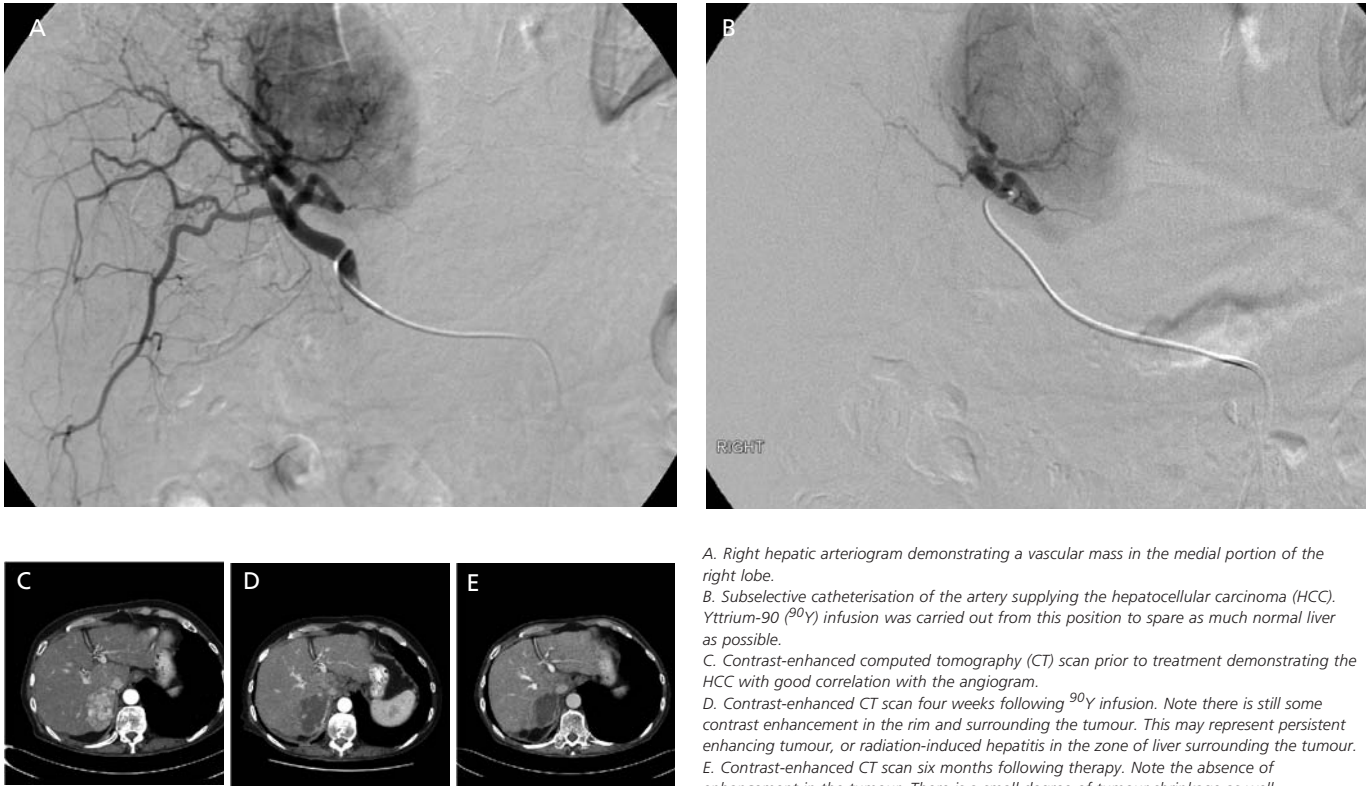 A
B
RIGHT
C
D
E
A. Right hepatic arteriogram demonstrating a vascular mass in the medial portion of the
right lobe.
B. Subselective catheterisation of the artery supplying the hepatocellular carcinoma (HCC).
Yttrium-90 (⁹⁰Y) infusion was carried out from this position to spare as much normal liver
as possible.
C. Contrast-enhanced computed tomography (CT) scan prior to treatment demonstrating the
HCC with good correlation with the angiogram.
D. Contrast-enhanced CT scan four weeks following ⁹⁰Y infusion. Note there is still some
contrast enhancement in the rim and surrounding the tumour. This may represent persistent
enhancing tumour, or radiation-induced hepatitis in the zone of liver surrounding the tumour.
E. Contrast-enhanced CT scan six months following therapy. Note the absence of